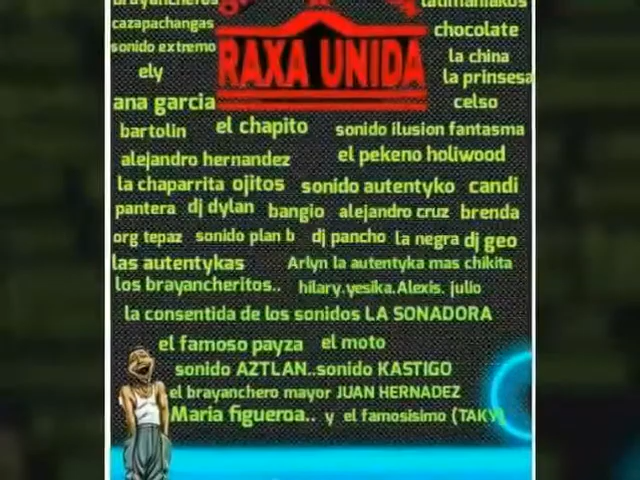 brayancheros
cazapachangas
sonido extremo
ely
RAXA UNIDA
latinmaniakos
chocolate
la china
la prinsesa
ana garcia
celso
bartolin el chapito sonido ilusion fantasma
alejandro hernandez el pekeno holiwood
la chaparrita ojitos sonido autentyko candi
pantera dj dylan bangio alejandro cruz brenda
org tepaz sonido plan b dj pancho la negra dj geo
las autentykas Arlyn la autentyka mas chikita
los brayancheritos.. hilary.yesika.Alexis. julio
la consentida de los sonidos LA SONADORA
el famoso payza el moto
sonido AZTLAN..sonido KASTIGO
el brayanchero mayor JUAN HERNADEZ
Maria figueroa.. y el famosisimo (TAKY)